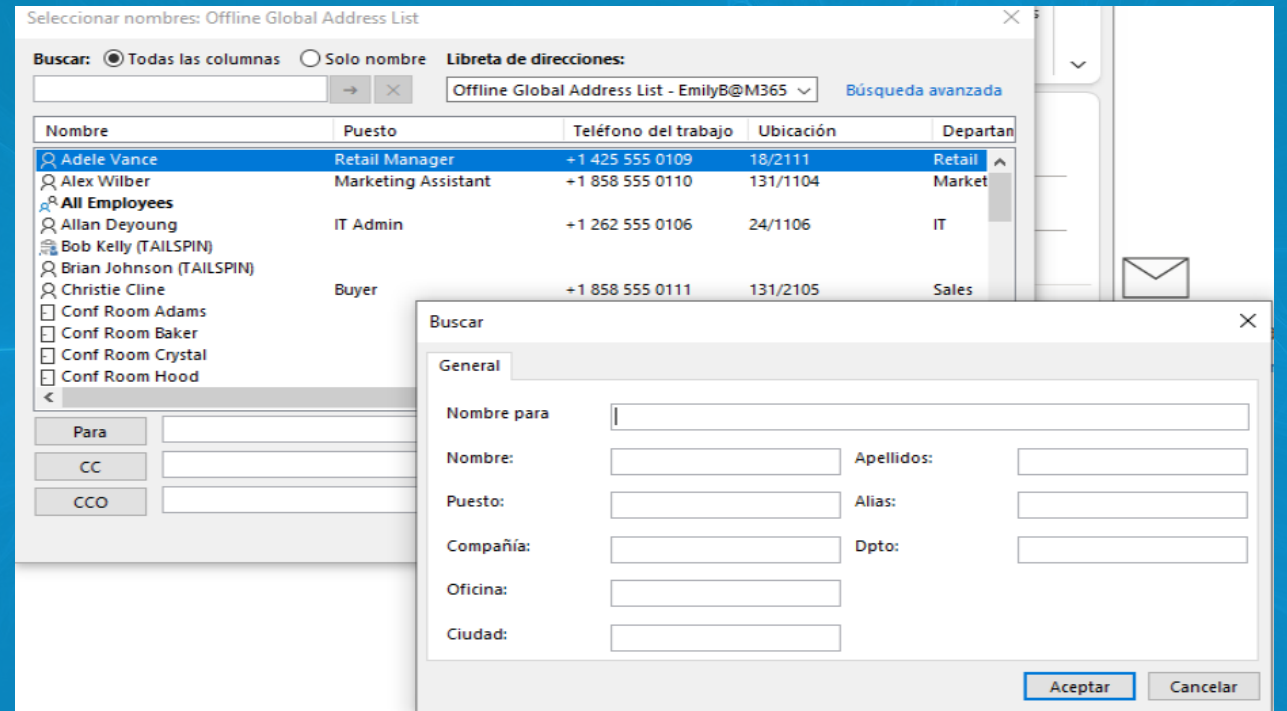 Seleccionar nombres: Offline Global Address List
Buscar: Todas las columnas Solo nombre Libreta de direcciones:
Offline Global Address List - EmilyB@M365 Búsqueda avanzada
Nombre Puesto Teléfono del trabajo Ubicación Departan
Adele Vance Retail Manager +1 425 555 0109 18/2111 Retail
Alex Wilber Marketing Assistant +1 858 555 0110 131/1104 Market
All Employees
Allan Deyoung IT Admin +1 262 555 0106 24/1106 IT
Bob Kelly (TAILSPIN)
Brian Johnson (TAILSPIN)
Christie Cline Buyer +1 858 555 0111 131/2105 Sales
Conf Room Adams
Conf Room Baker
Conf Room Crystal
Conf Room Hood
Para
CC
CCO
Buscar
General
Nombre para
Nombre: Apellidos:
Puesto: Alias:
Compañía: Dpto:
Oficina:
Ciudad:
Aceptar Cancelar